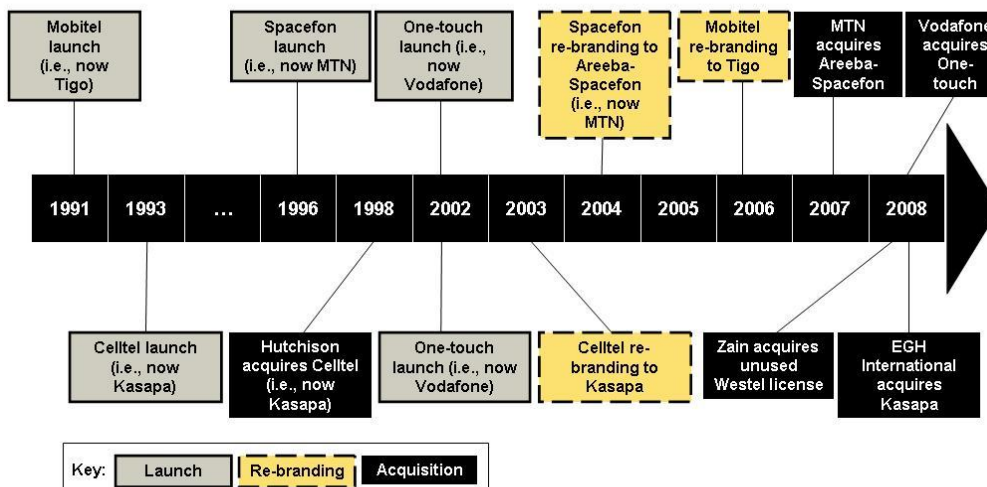 Mobitel
launch
(i.e., now
Tigo)
Spacefon
launch
(i.e., now MTN)
One-touch
launch (i.e.,
now
Vodafone)
Spacefon
re-branding to
Areeba-
Spacefon
(i.e., now
MTN)
Mobitel
re-branding
to Tigo
MTN
acquires
Areeba-
Spacefon
Vodafone
acquires
One-
touch
1991
1993
...
1996
1998
2002
2003
2004
2005
2006
2007
2008
Celltel launch
(i.e., now
Kasapa)
Hutchison
acquires Celltel
(i.e., now
Kasapa)
One-touch
launch (i.e., now
Vodafone)
Celltel re-
branding to
Kasapa
Zain acquires
unused
Westel license
EGH
International
acquires
Kasapa
Key:
Launch
Re-branding
Acquisition